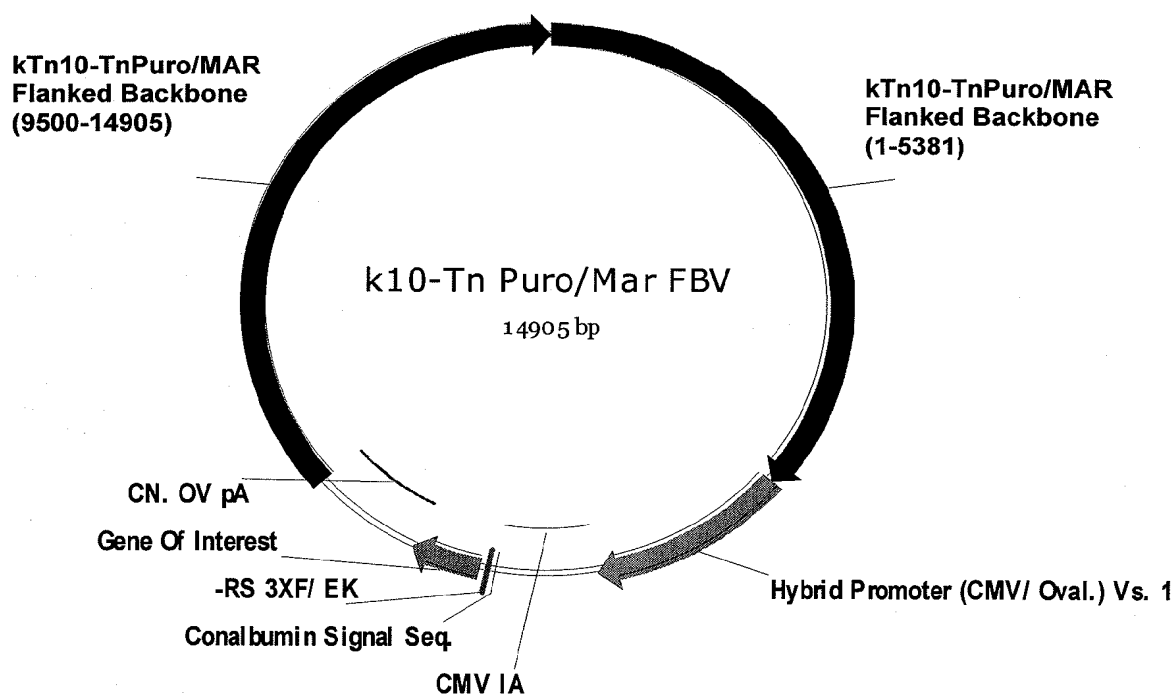 kTn10-TnPuro/MAR
Flanked Backbone
(9500-14905)
kTn10-TnPuro/MAR
Flanked Backbone
(1-5381)
k10-Tn Puro/Mar FBV
14905 bp
CN. OV pA
Gene Of Interest
-RS 3XF/ EK
Conalbumin Signal Seq.
CMV IA
Hybrid Promoter (CMV/ Oval.) Vs. 1